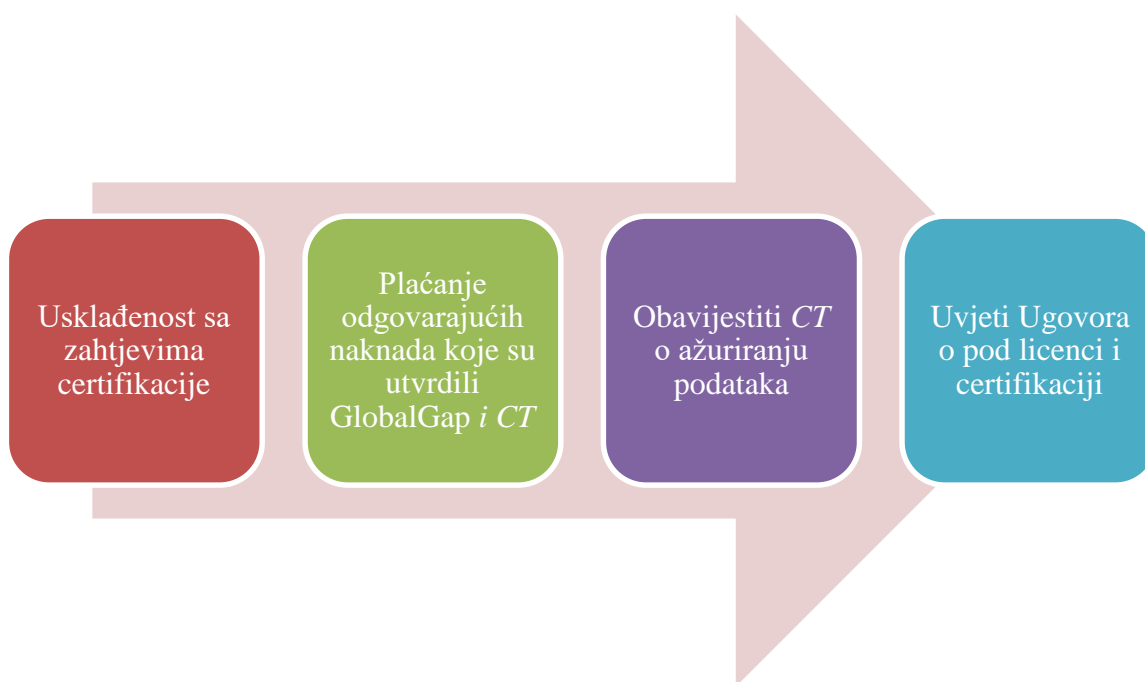 Usklađenost sa
zahtjevima
certifikacije
Plaćanje
odgovarajućih
naknada koje su
utvrdili
GlobalGap i CT
Obavijestiti CT
o ažuriranju
podataka
Uvjeti Ugovora
o pod licenci i
certifikaciji